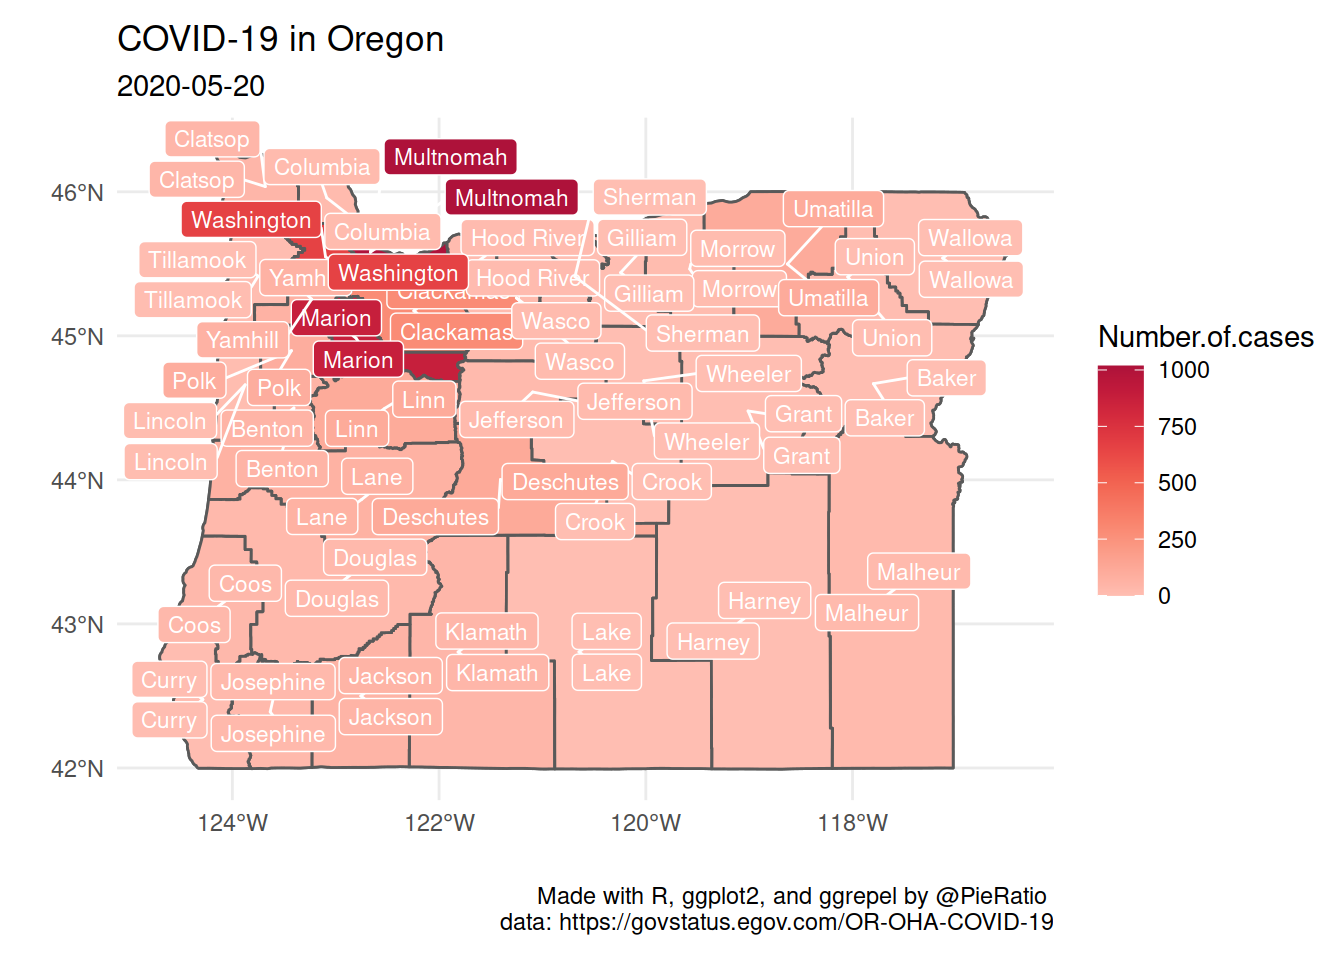 COVID-19 in Oregon
2020-05-20
Clatsop
Columbia
Multnomah
Clatsop
Multnomah
Sherman
Washington
Columbia
Hood River
Gilliam
Morrow
Umatilla
Union
Wallowa
Tillamook
Yamh
Washington
Hood River
Wallowa
Tillamook
Clackamas
Gilliam
Morrow
Umatilla
Marion
Clackamas
Wasco
Sherman
Union
Yamhill
Marion
Wasco
Polk
Polk
Linn
Wheeler
Baker
Lincoln
Benton
Linn
Jefferson
Jefferson
Grant
Baker
Wheeler
Lincoln
Benton
Lane
Deschutes
Crook
Grant
Lane
Deschutes
Crook
Douglas
Coos
Douglas
Malheur
Coos
Klamath
Lake
Harney
Malheur
Harney
Curry
Josephine
Jackson
Klamath
Lake
Curry
Josephine
Jackson
46°N
45°N
44°N
43°N
42°N
124°W
122°W
120°W
118°W
Number.of.cases
1000
750
500
250
0
Made with R, ggplot2, and ggrepel by @PieRatio
data: https://govstatus.egov.com/OR-OHA-COVID-19